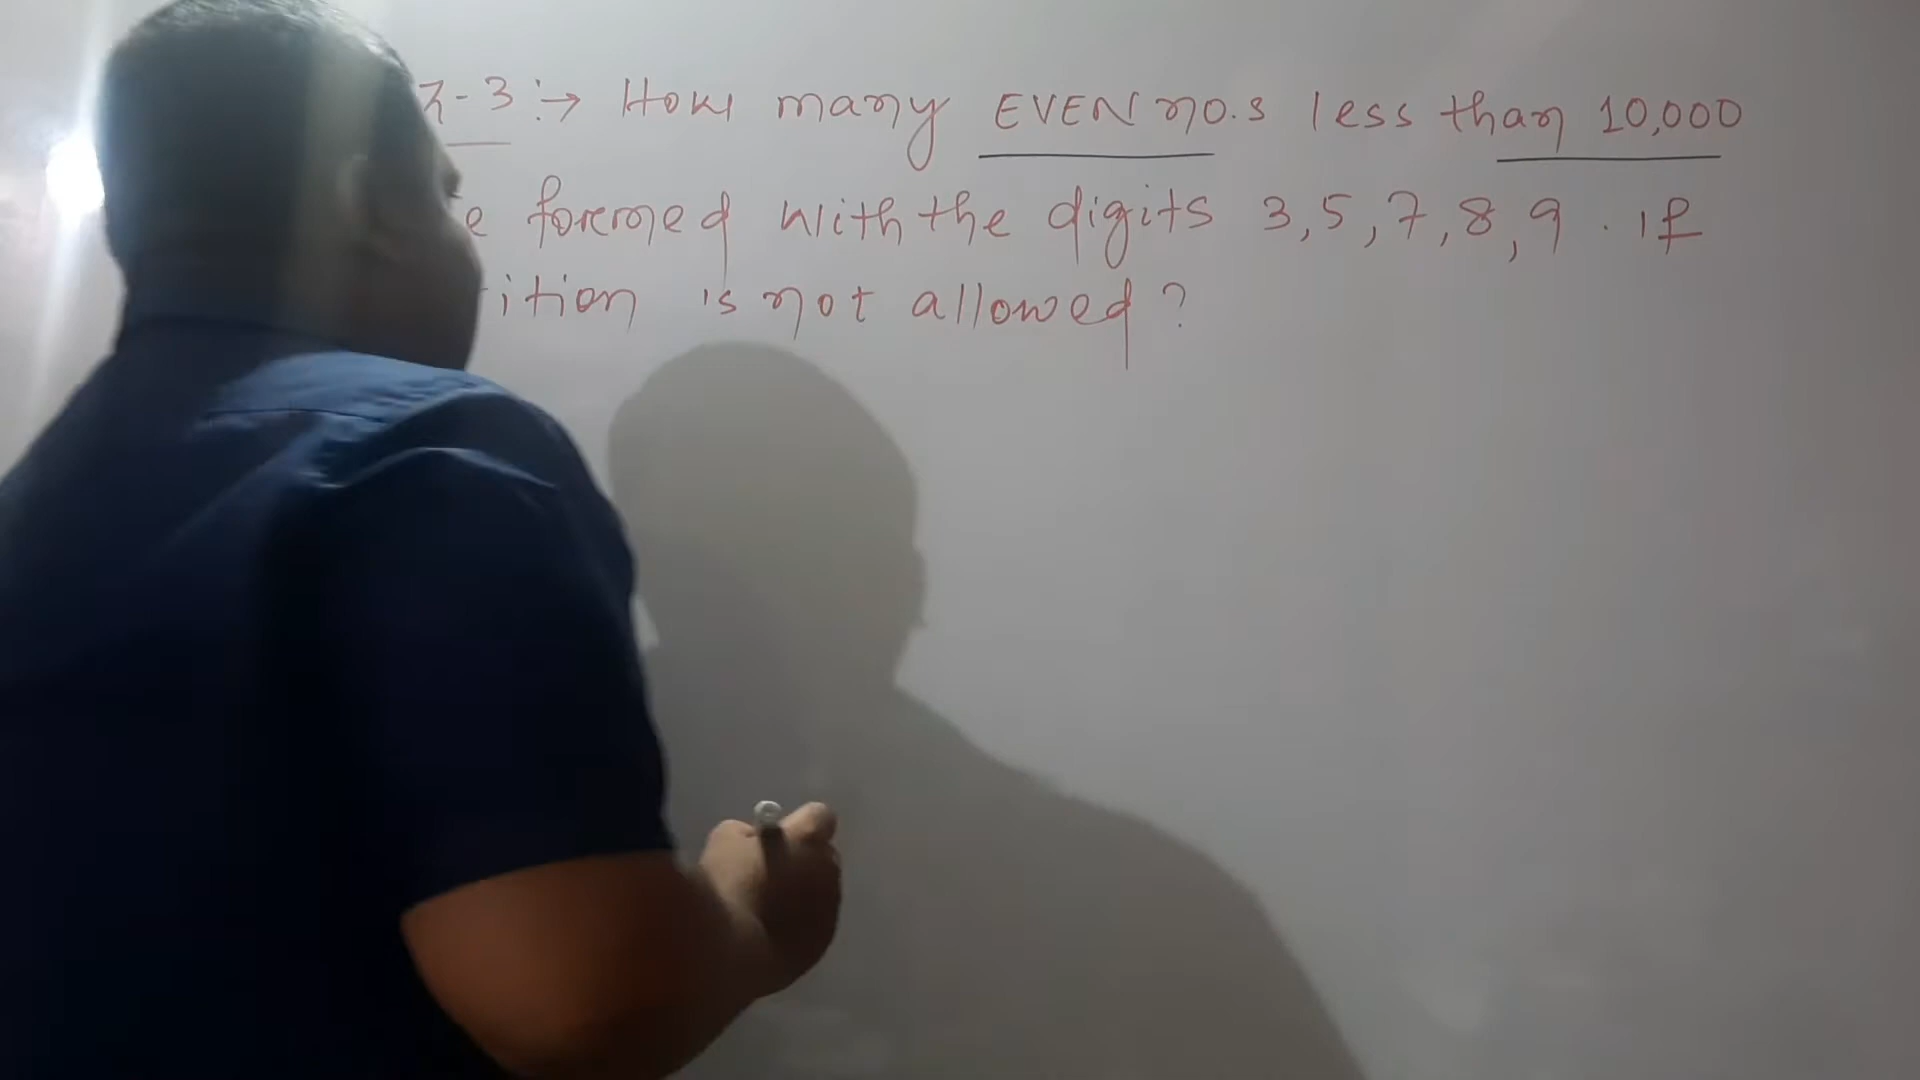 -3 :→ How many EVEN no.s less than 10,000
e formed with the digits 3,5,7,8,9 . if
ition is not allowed ?